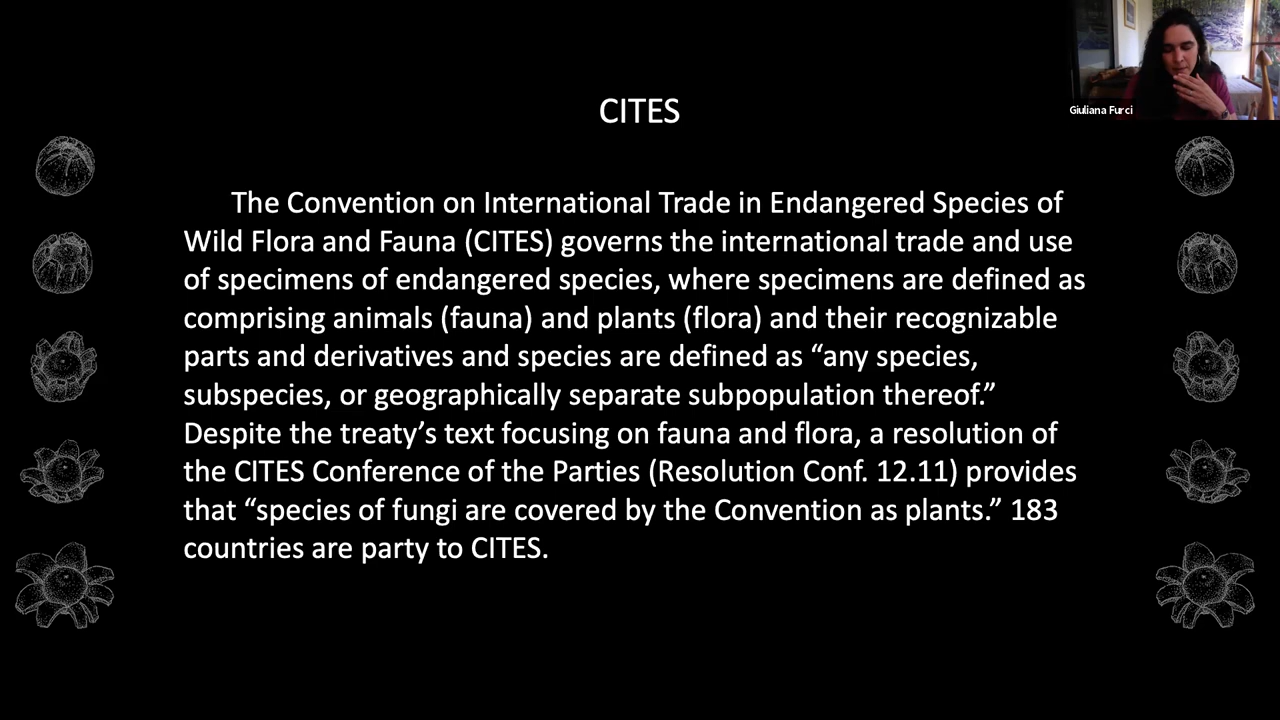 Giuliana Furci
CITES
The Convention on International Trade in Endangered Species of
Wild Flora and Fauna (CITES) governs the international trade and use
of specimens of endangered species, where specimens are defined as
comprising animals (fauna) and plants (flora) and their recognizable
parts and derivatives and species are defined as “any species,
subspecies, or geographically separate subpopulation thereof.”
Despite the treaty’s text focusing on fauna and flora, a resolution of
the CITES Conference of the Parties (Resolution Conf. 12.11) provides
that “species of fungi are covered by the Convention as plants.” 183
countries are party to CITES.